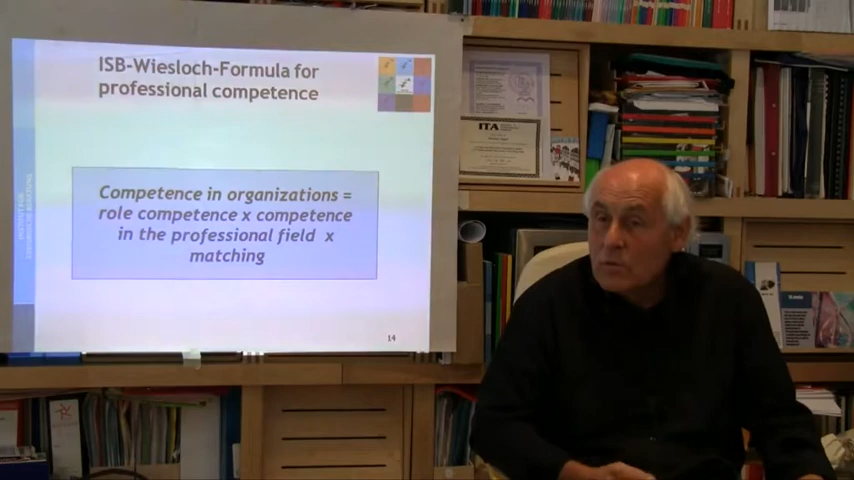 ISB-Wiesloch-Formula for
professional competence
Competence in organizations =
role competence x competence
in the professional field x
matching
14
ITA